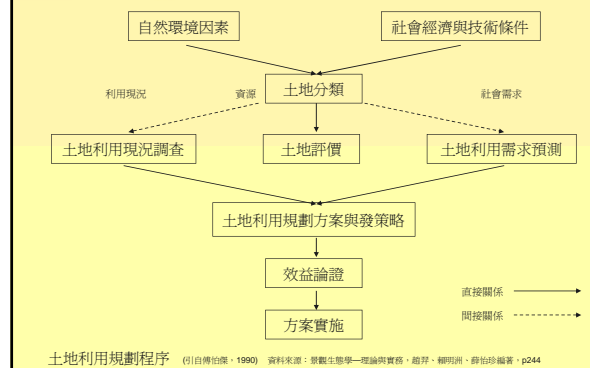 自然環境因素 社會經濟與技術條件
利用現況 資源 土地分類 社會需求
土地利用現況調查 土地評價 土地利用需求預測
土地利用規劃方案與發策略
效益論證
直接關係
方案實施
間接關係
土地利用規劃程序 (引自傅伯傑，1990) 資料來源：景觀生態學—理論與實務，趙羿、賴明洲、薛怡珍編著，p244